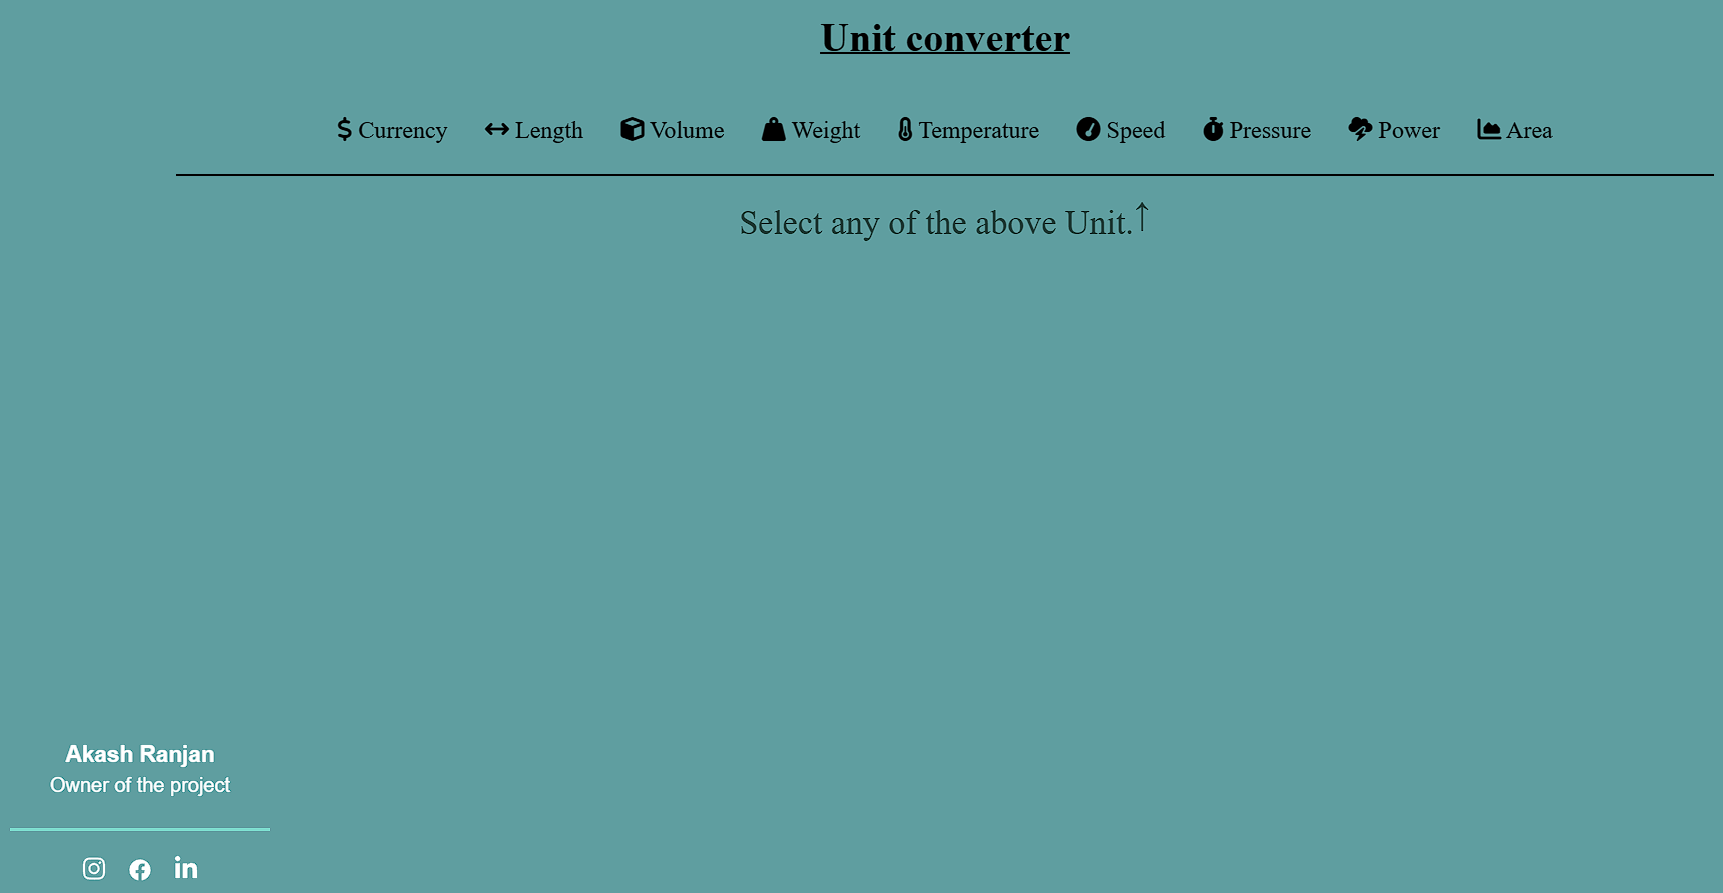 Unit converter
Currency Length Volume Weight Temperature Speed Pressure Power Area
Select any of the above Unit.↑
Akash Ranjan
Owner of the project